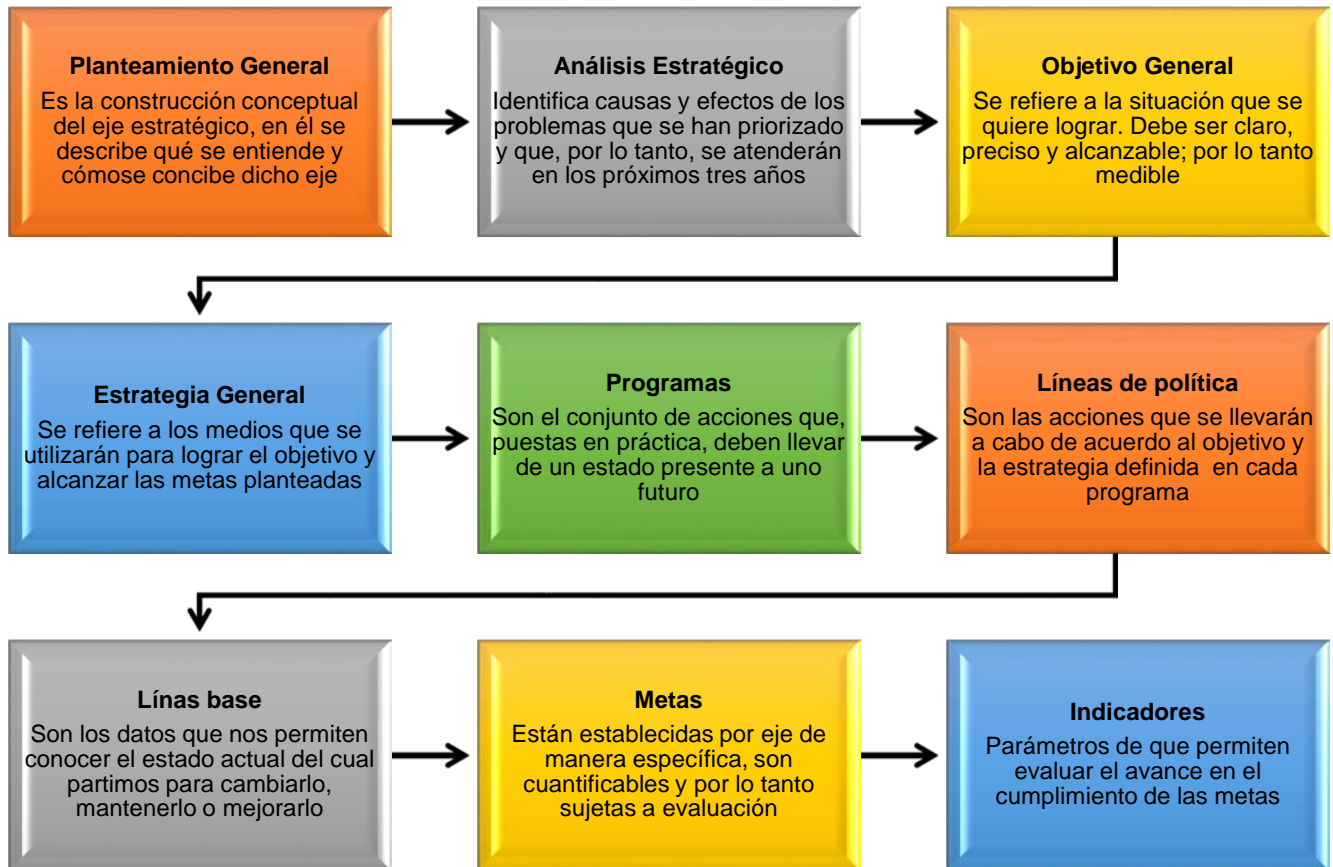 Planteamiento General
Es la construcción conceptual
del eje estratégico, en él se
describe qué se entiende y
cómose concibe dicho eje
Análisis Estratégico
Identifica causas y efectos de los
problemas que se han priorizado
y que, por lo tanto, se atenderán
en los próximos tres años
Objetivo General
Se refiere a la situación que se
quiere lograr. Debe ser claro,
preciso y alcanzable; por lo tanto
medible
Estrategia General
Se refiere a los medios que se
utilizarán para lograr el objetivo y
alcanzar las metas planteadas
Programas
Son el conjunto de acciones que,
puestas en práctica, deben llevar
de un estado presente a uno
futuro
Líneas de política
Son las acciones que se llevarán
a cabo de acuerdo al objetivo y
la estrategia definida en cada
programa
Línas base
Son los datos que nos permiten
conocer el estado actual del cual
partimos para cambiarlo,
mantenerlo o mejorarlo
Metas
Están establecidas por eje de
manera específica, son
cuantificables y por lo tanto
sujetas a evaluación
Indicadores
Parámetros de que permiten
evaluar el avance en el
cumplimiento de las metas